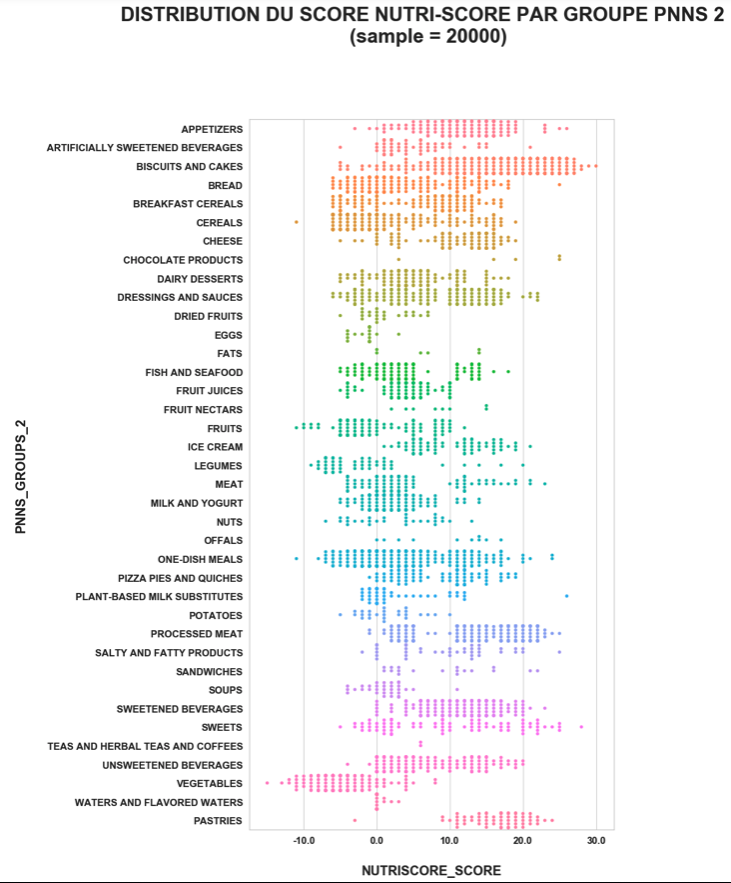 DISTRIBUTION DU SCORE NUTRI-SCORE PAR GROUPE PNNS 2
(sample = 20000)
PNNS_GROUPS_2
APPETIZERS
ARTIFICIALLY SWEETENED BEVERAGES
BISCUITS AND CAKES
BREAD
BREAKFAST CEREALS
CEREALS
CHEESE
CHOCOLATE PRODUCTS
DAIRY DESSERTS
DRESSINGS AND SAUCES
DRIED FRUITS
EGGS
FATS
FISH AND SEAFOOD
FRUIT JUICES
FRUIT NECTARS
FRUITS
ICE CREAM
LEGUMES
MEAT
MILK AND YOGURT
NUTS
OFFALS
ONE-DISH MEALS
PIZZA PIES AND QUICHES
PLANT-BASED MILK SUBSTITUTES
POTATOES
PROCESSED MEAT
SALTY AND FATTY PRODUCTS
SANDWICHES
SOUPS
SWEETENED BEVERAGES
SWEETS
TEAS AND HERBAL TEAS AND COFFEES
UNSWEETENED BEVERAGES
VEGETABLES
WATERS AND FLAVORED WATERS
PASTRIES
-10.0 0.0 10.0 20.0 30.0
NUTRISCORE_SCORE